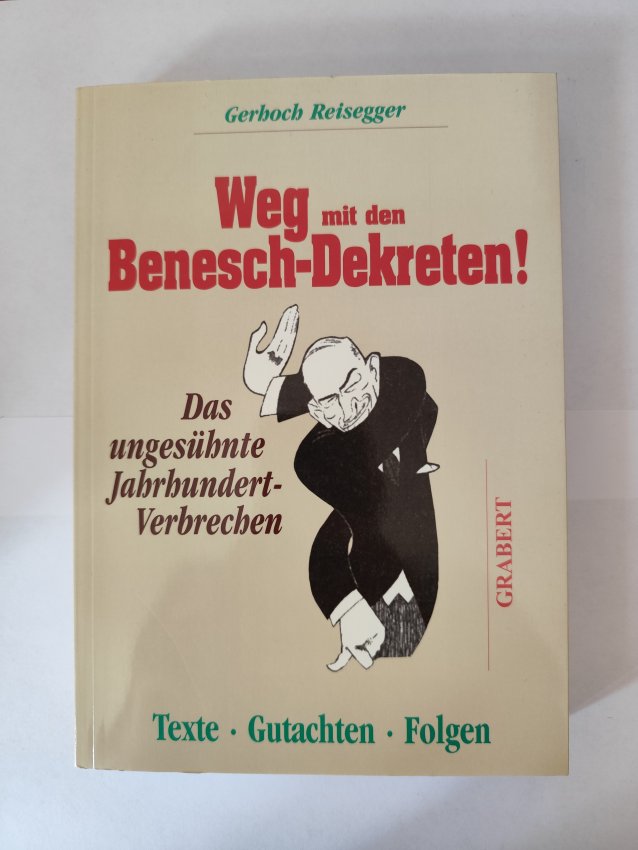 Gerhoch Reisegger
Weg mit den
Benesch-Dekreten!
Das
ungesühnte
Jahrhundert-
Verbrechen
GRABERT
Texte · Gutachten · Folgen